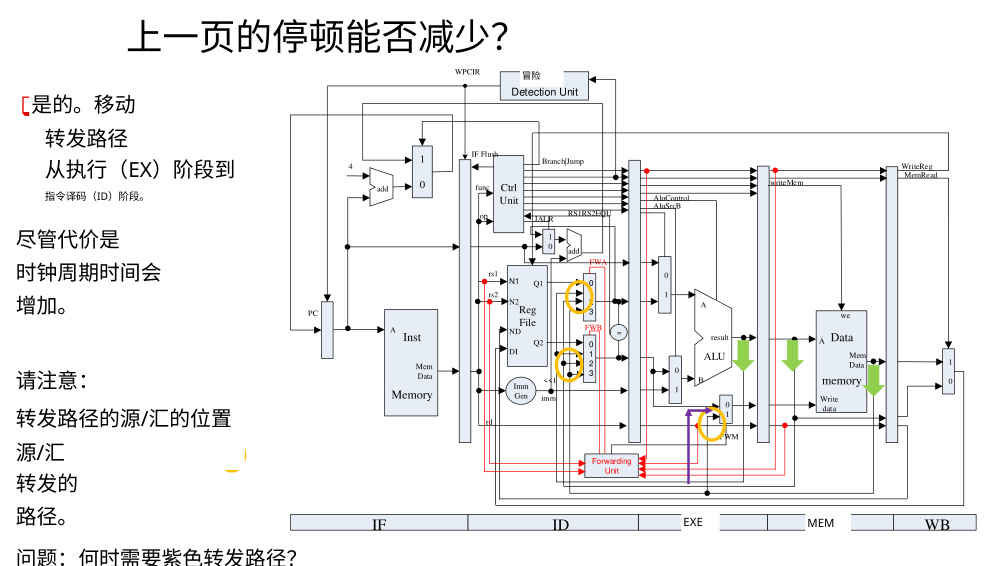 上一页的停顿能否减少？
是的。移动
转发路径
从执行（EX）阶段到
指令译码（ID）阶段。
尽管代价是
时钟周期时间会
增加。
请注意：
转发路径的源/汇的位置
源/汇
转发的
路径。
问题：何时需要紫色转发路径？
WPCIR
冒险
Detection Unit
IF Flush
Branch|Jump
WriteReg
MemRead
writeMem
4
1
0
add
func
Ctrl
Unit
op
AluControl
AluSrcB
RS1RS2EQU
JALR
1
0
add
FWA
rs1
N1
Q1
0
3
rs2
N2
Reg
File
FWB
ND
Q2
DI
0
1
2
3
=
0
1
A
result
ALU
B
we
A
Data
Mem
Data
memory
Write
data
1
0
PC
A
Inst
Mem
Data
Memory
Imm
Gen
<<1
imm
0
1
0
1
rd
FWM
Forwarding
Unit
IF
ID
EXE
MEM
WB